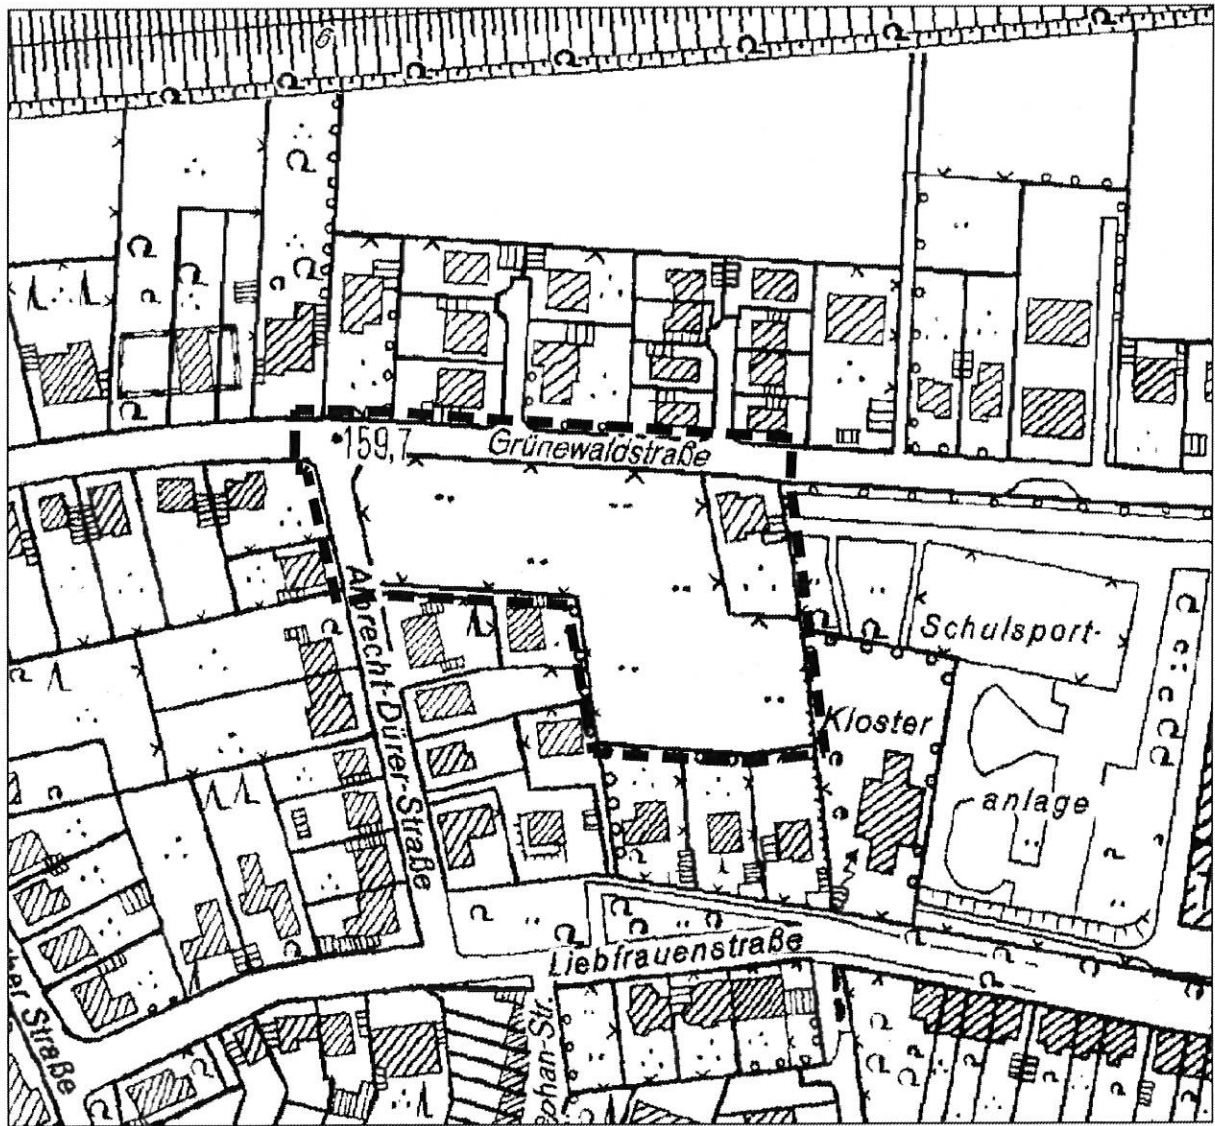 159,7
Grünewaldstraße
Albrecht-Dürer-Straße
Schulsport-
Kloster
anlage
Liebfrauenstraße
Straße